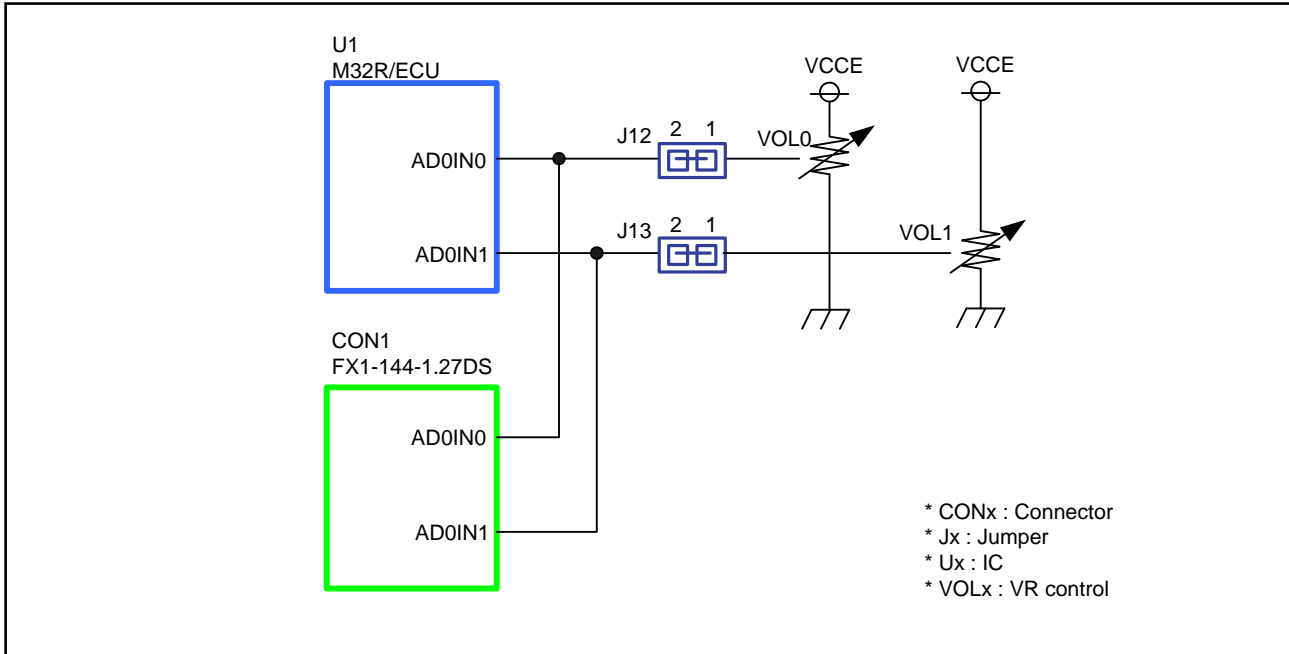 U1
M32R/ECU
VCCE
VCCE
J12 2 1
VOL0
AD0IN0
J13 2 1
VOL1
AD0IN1
CON1
FX1-144-1.27DS
AD0IN0
AD0IN1
* CONx : Connector
* Jx : Jumper
* Ux : IC
* VOLx : VR control